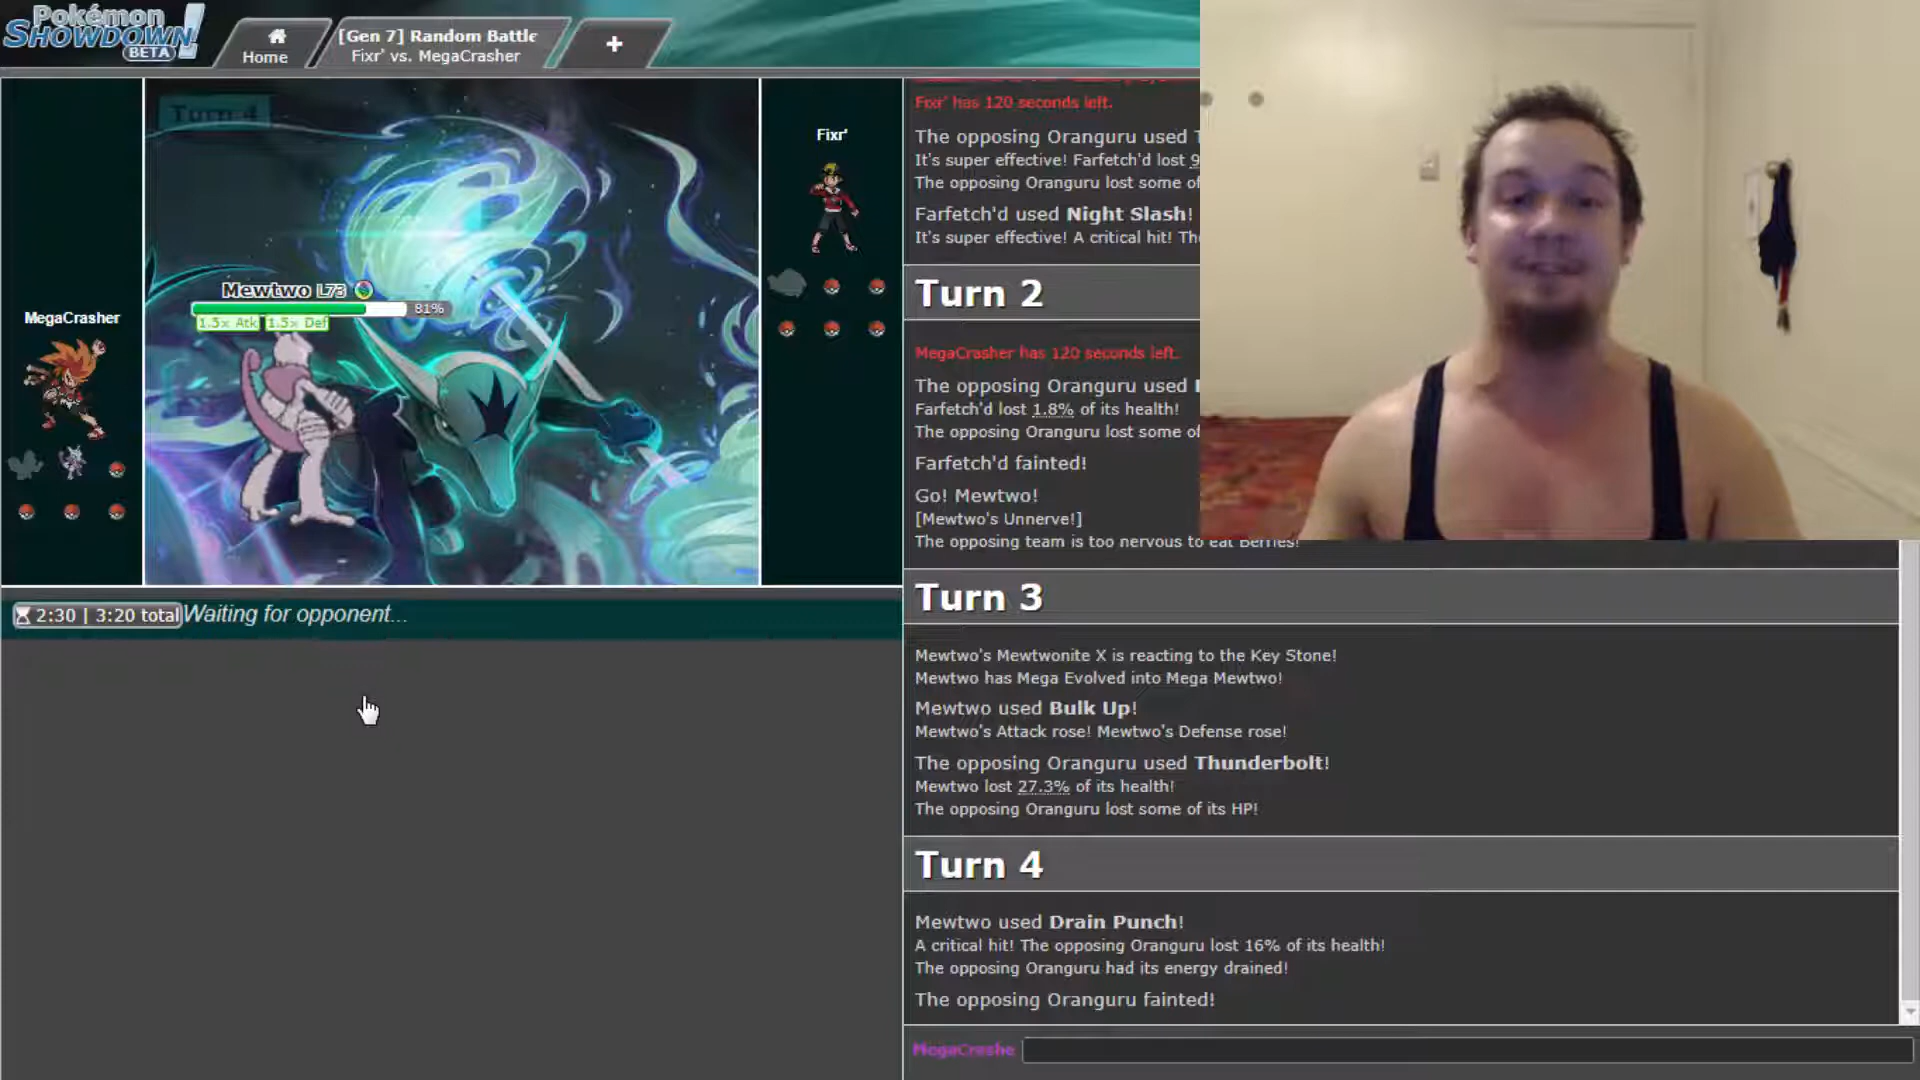 Pokémon
SHOWDOWN!
BETA
Home
[Gen 7] Random Battle
Fixr' vs. MegaCrasher
+
Turn 4
Fixr'
Mewtwo L73
81%
1.5× Atk 1.5× Def
MegaCrasher
2:30 | 3:20 total
Waiting for opponent...
Fixr' has 120 seconds left.
The opposing Oranguru used
It's super effective! Farfetch'd lost 9
The opposing Oranguru lost some of
Farfetch'd used Night Slash!
It's super effective! A critical hit! The
Turn 2
MegaCrasher has 120 seconds left.
The opposing Oranguru used
Farfetch'd lost 1.8% of its health!
The opposing Oranguru lost some of
Farfetch'd fainted!
Go! Mewtwo!
[Mewtwo's Unnerve!]
The opposing team is too nervous to eat Berries!
Turn 3
Mewtwo's Mewtwonite X is reacting to the Key Stone!
Mewtwo has Mega Evolved into Mega Mewtwo!
Mewtwo used Bulk Up!
Mewtwo's Attack rose! Mewtwo's Defense rose!
The opposing Oranguru used Thunderbolt!
Mewtwo lost 27.3% of its health!
The opposing Oranguru lost some of its HP!
Turn 4
Mewtwo used Drain Punch!
A critical hit! The opposing Oranguru lost 16% of its health!
The opposing Oranguru had its energy drained!
The opposing Oranguru fainted!
MegaCrashe